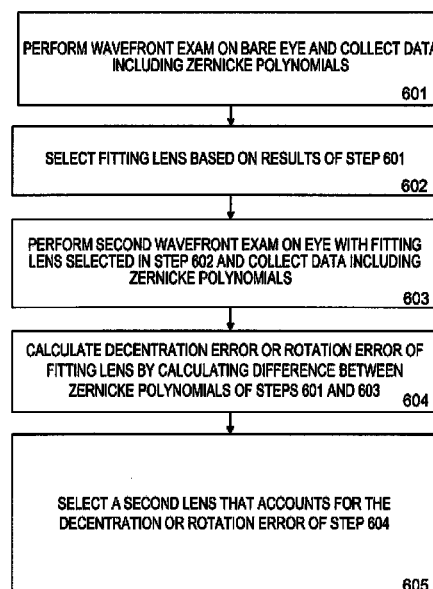 PERFORM WAVEFRONT EXAM ON BARE EYE AND COLLECT DATA
INCLUDING ZERNICKE POLYNOMIALS
601
SELECT FITTING LENS BASED ON RESULTS OF STEP 601
602
PERFORM SECOND WAVEFRONT EXAM ON EYE WITH FITTING
LENS SELECTED IN STEP 602 AND COLLECT DATA INCLUDING
ZERNICKE POLYNOMIALS
603
CALCULATE DECENTRATION ERROR OR ROTATION ERROR OF
FITTING LENS BY CALCULATING DIFFERENCE BETWEEN
ZERNICKE POLYNOMIALS OF STEPS 601 AND 603
604
SELECT A SECOND LENS THAT ACCOUNTS FOR THE
DECENTRATION OR ROTATION ERROR OF STEP 604
605